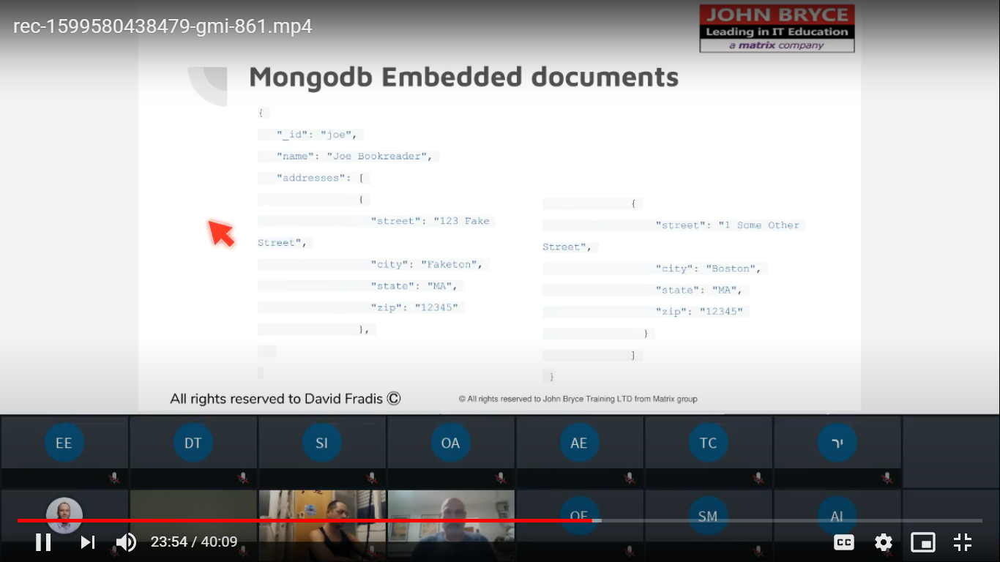 rec-1599580438479-gmi-861.mp4
JOHN BRYCE
Leading in IT Education
a matrix company
Mongodb Embedded documents
{
"_id": "joe",
"name": "Joe Bookreader",
"addresses": [
{
"street": "123 Fake
Street",
"city": "Faketon",
"state": "MA",
"zip": "12345"
},
{
"street": "1 Some Other
Street",
"city": "Boston",
"state": "MA",
"zip": "12345"
}
]
}
All rights reserved to David Fradis ©
© All rights reserved to John Bryce Training LTD from Matrix group
EE
DT
SI
OA
AE
TC
יר
SM
AI
23:54 / 40:09
CC